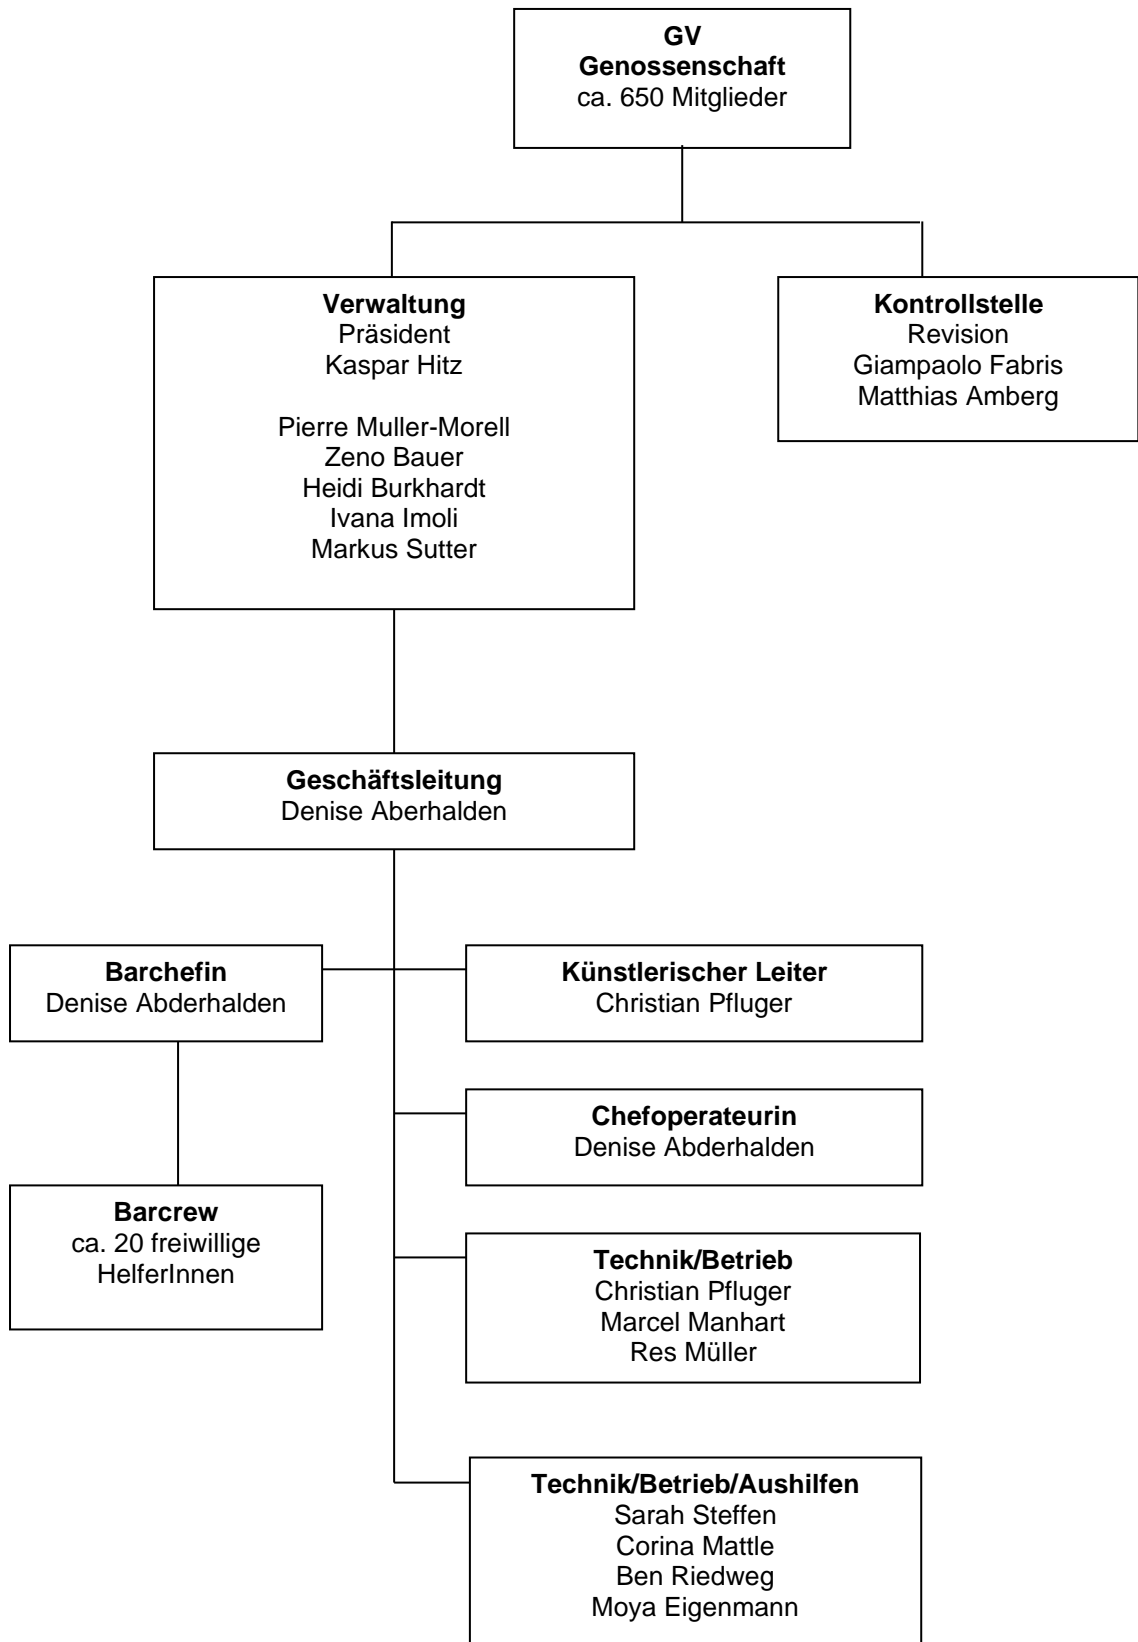 GV
Genossenschaft
ca. 650 Mitglieder
Verwaltung
Präsident
Kaspar Hitz
Pierre Muller-Morell
Zeno Bauer
Heidi Burkhardt
Ivana Imoli
Markus Sutter
Kontrollstelle
Revision
Giampaolo Fabris
Matthias Amberg
Geschäftsleitung
Denise Aberhalden
Barchefin
Denise Abderhalden
Künstlerischer Leiter
Christian Pfluger
Chefoperateurin
Denise Abderhalden
Barcrew
ca. 20 freiwillige
HelferInnen
Technik/Betrieb
Christian Pfluger
Marcel Manhart
Res Müller
Technik/Betrieb/Aushilfen
Sarah Steffen
Corina Mattle
Ben Riedweg
Moya Eigenmann